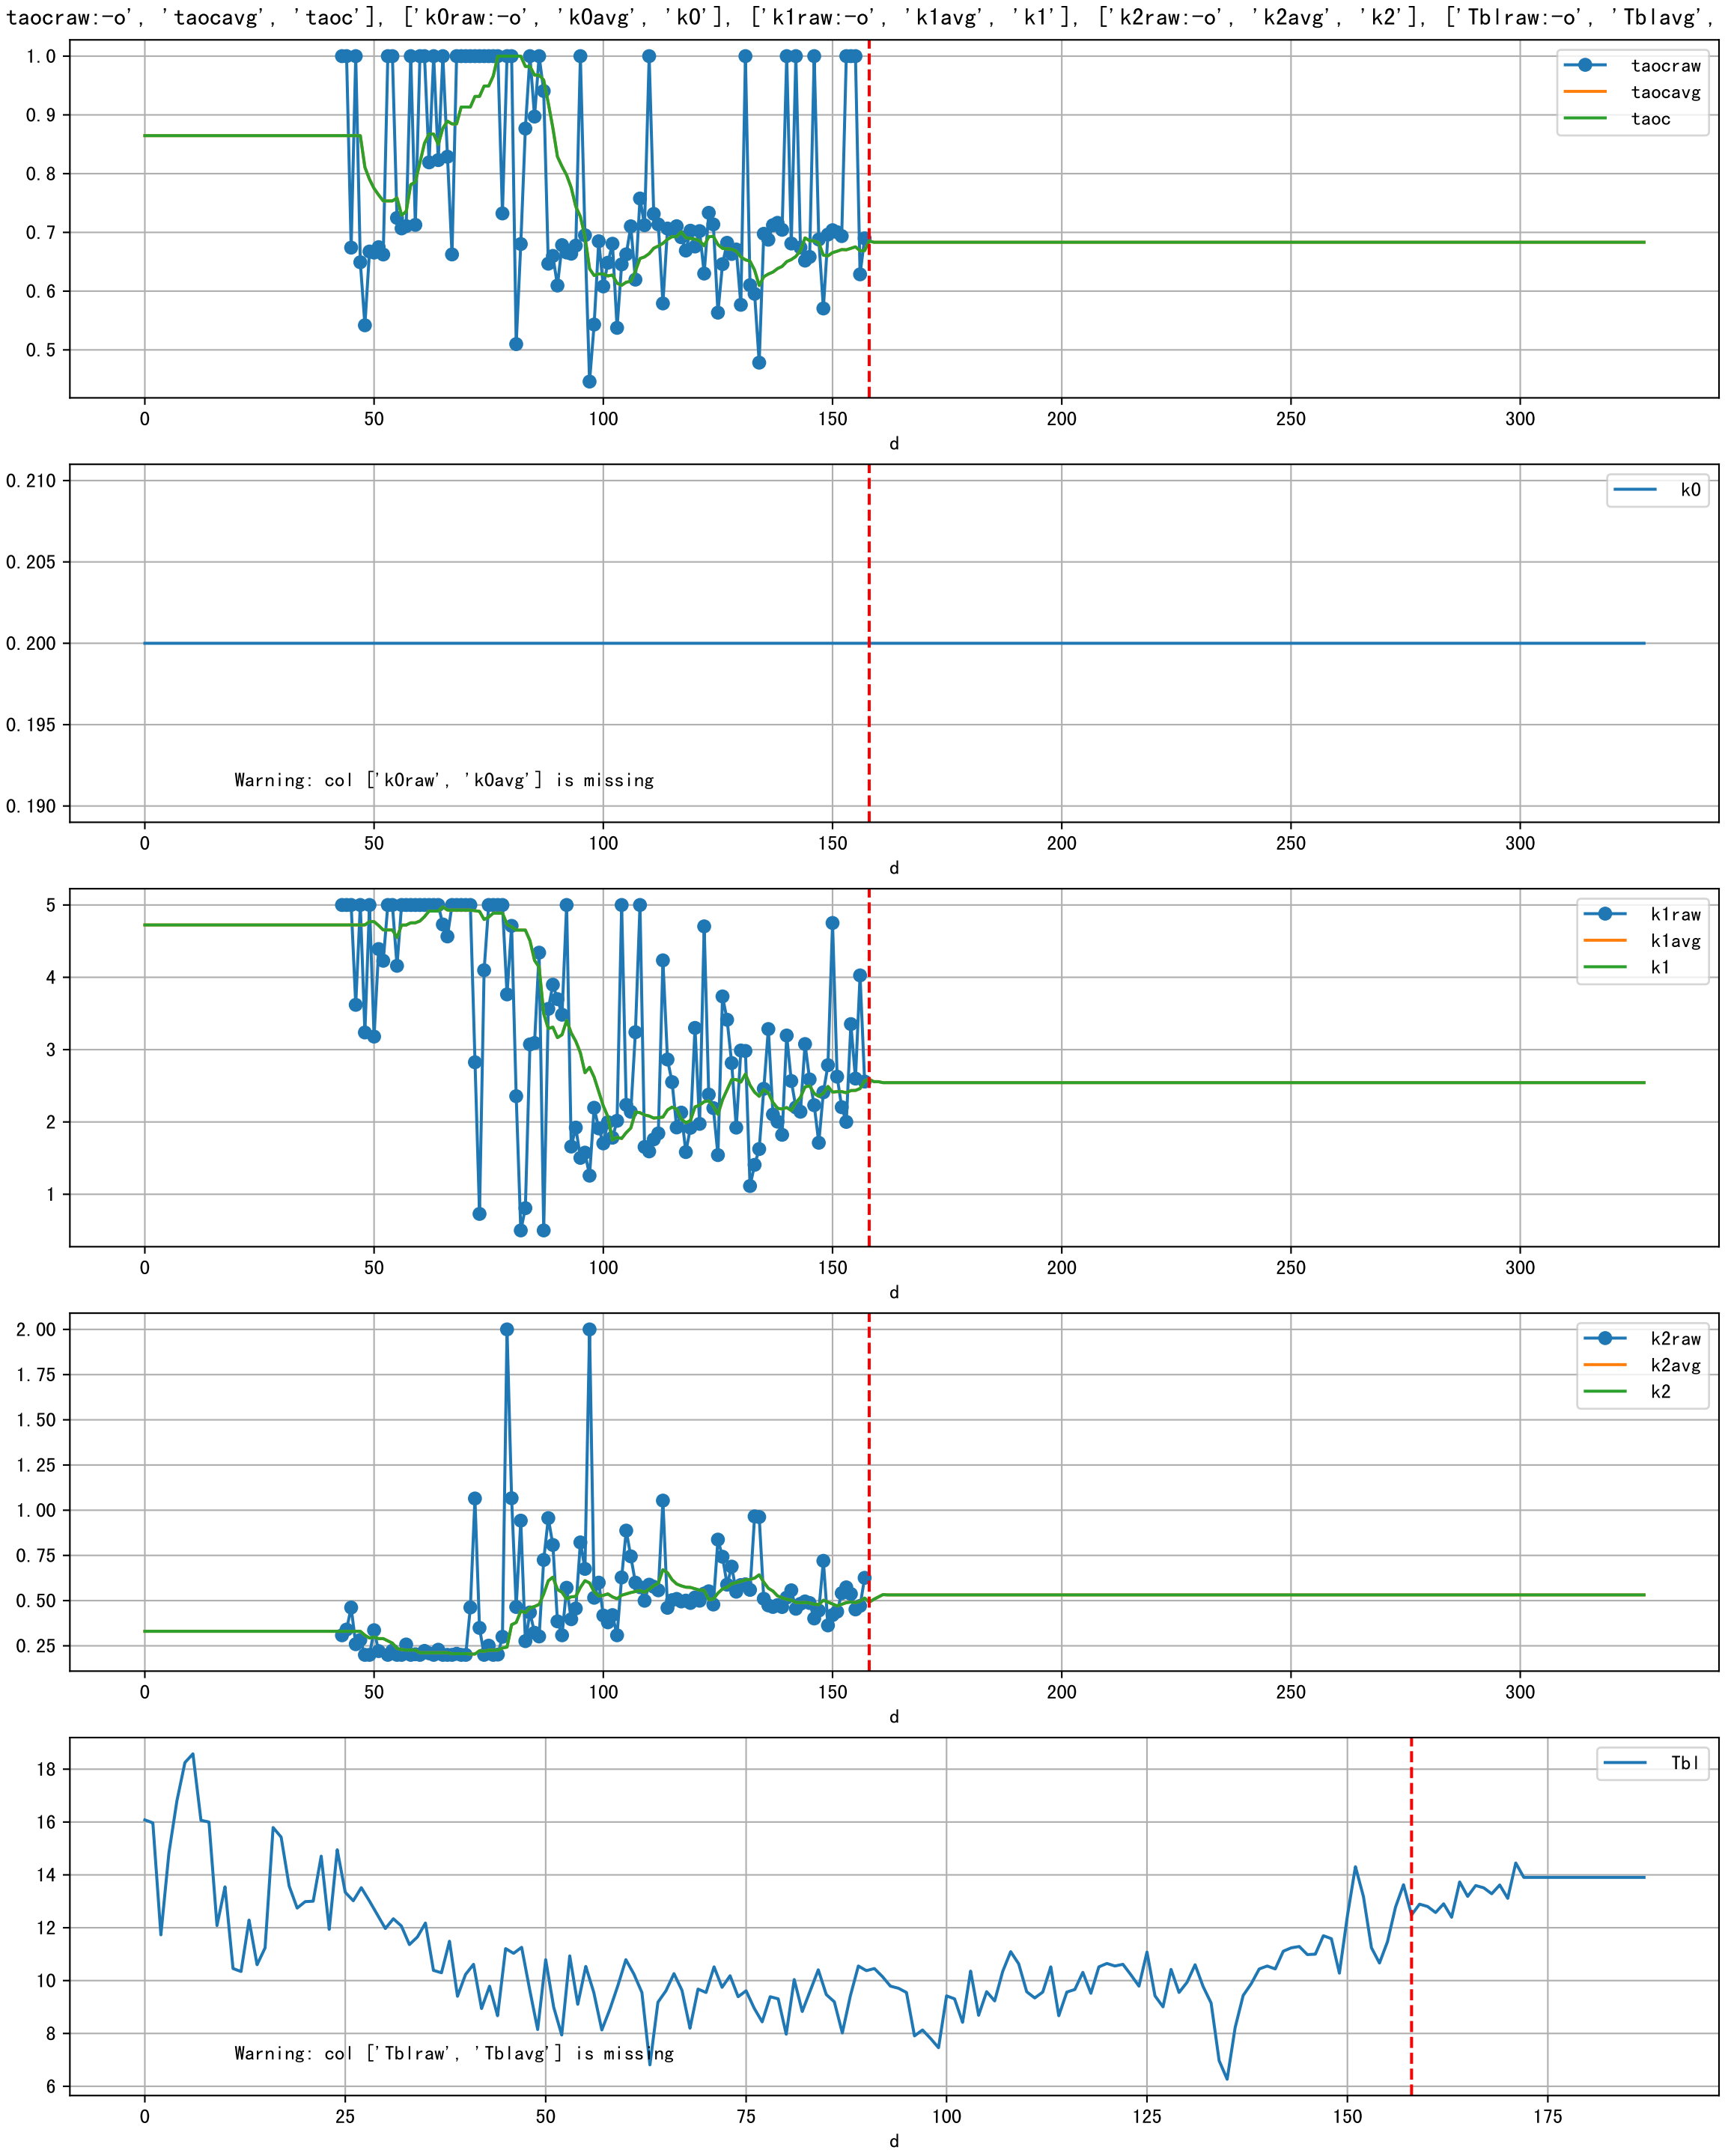 taocraw:-o', 'taocavg', 'taoc'], ['k0raw:-o', 'k0avg', 'k0'], ['k1raw:-o', 'k1avg', 'k1'], ['k2raw:-o', 'k2avg', 'k2'], ['Tblraw:-o', 'Tblavg',
1.0
0.9
0.8
0.7
0.6
0.5
taocraw
taocavg
taoc
0 50 100 150 200 250 300
d
0.210
0.205
0.200
0.195
0.190
k0
Warning: col ['k0raw', 'k0avg'] is missing
0 50 100 150 200 250 300
d
5
4
3
2
1
k1raw
k1avg
k1
0 50 100 150 200 250 300
d
2.00
1.75
1.50
1.25
1.00
0.75
0.50
0.25
k2raw
k2avg
k2
0 50 100 150 200 250 300
d
18
16
14
12
10
8
6
Tbl
Warning: col ['Tblraw', 'Tblavg'] is missing
0 25 50 75 100 125 150 175
d